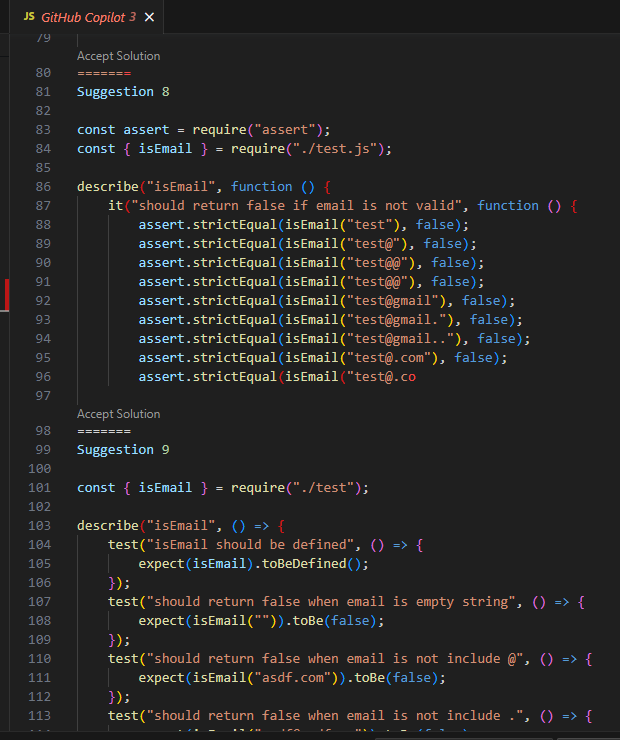 JS GitHub Copilot 3 ×
79
Accept Solution
80 =======
81 Suggestion 8
82
83 const assert = require("assert");
84 const { isEmail } = require("./test.js");
85
86 describe("isEmail", function () {
87 it("should return false if email is not valid", function () {
88 assert.strictEqual(isEmail("test"), false);
89 assert.strictEqual(isEmail("test@"), false);
90 assert.strictEqual(isEmail("test@@"), false);
91 assert.strictEqual(isEmail("test@@"), false);
92 assert.strictEqual(isEmail("test@gmail"), false);
93 assert.strictEqual(isEmail("test@gmail."), false);
94 assert.strictEqual(isEmail("test@gmail.."), false);
95 assert.strictEqual(isEmail("test@.com"), false);
96 assert.strictEqual(isEmail("test@.co
97
Accept Solution
98 =======
99 Suggestion 9
100
101 const { isEmail } = require("./test");
102
103 describe("isEmail", () => {
104 test("isEmail should be defined", () => {
105 expect(isEmail).toBeDefined();
106 });
107 test("should return false when email is empty string", () => {
108 expect(isEmail("")).toBe(false);
109 });
110 test("should return false when email is not include @", () => {
111 expect(isEmail("asdf.com")).toBe(false);
112 });
113 test("should return false when email is not include .", () => {